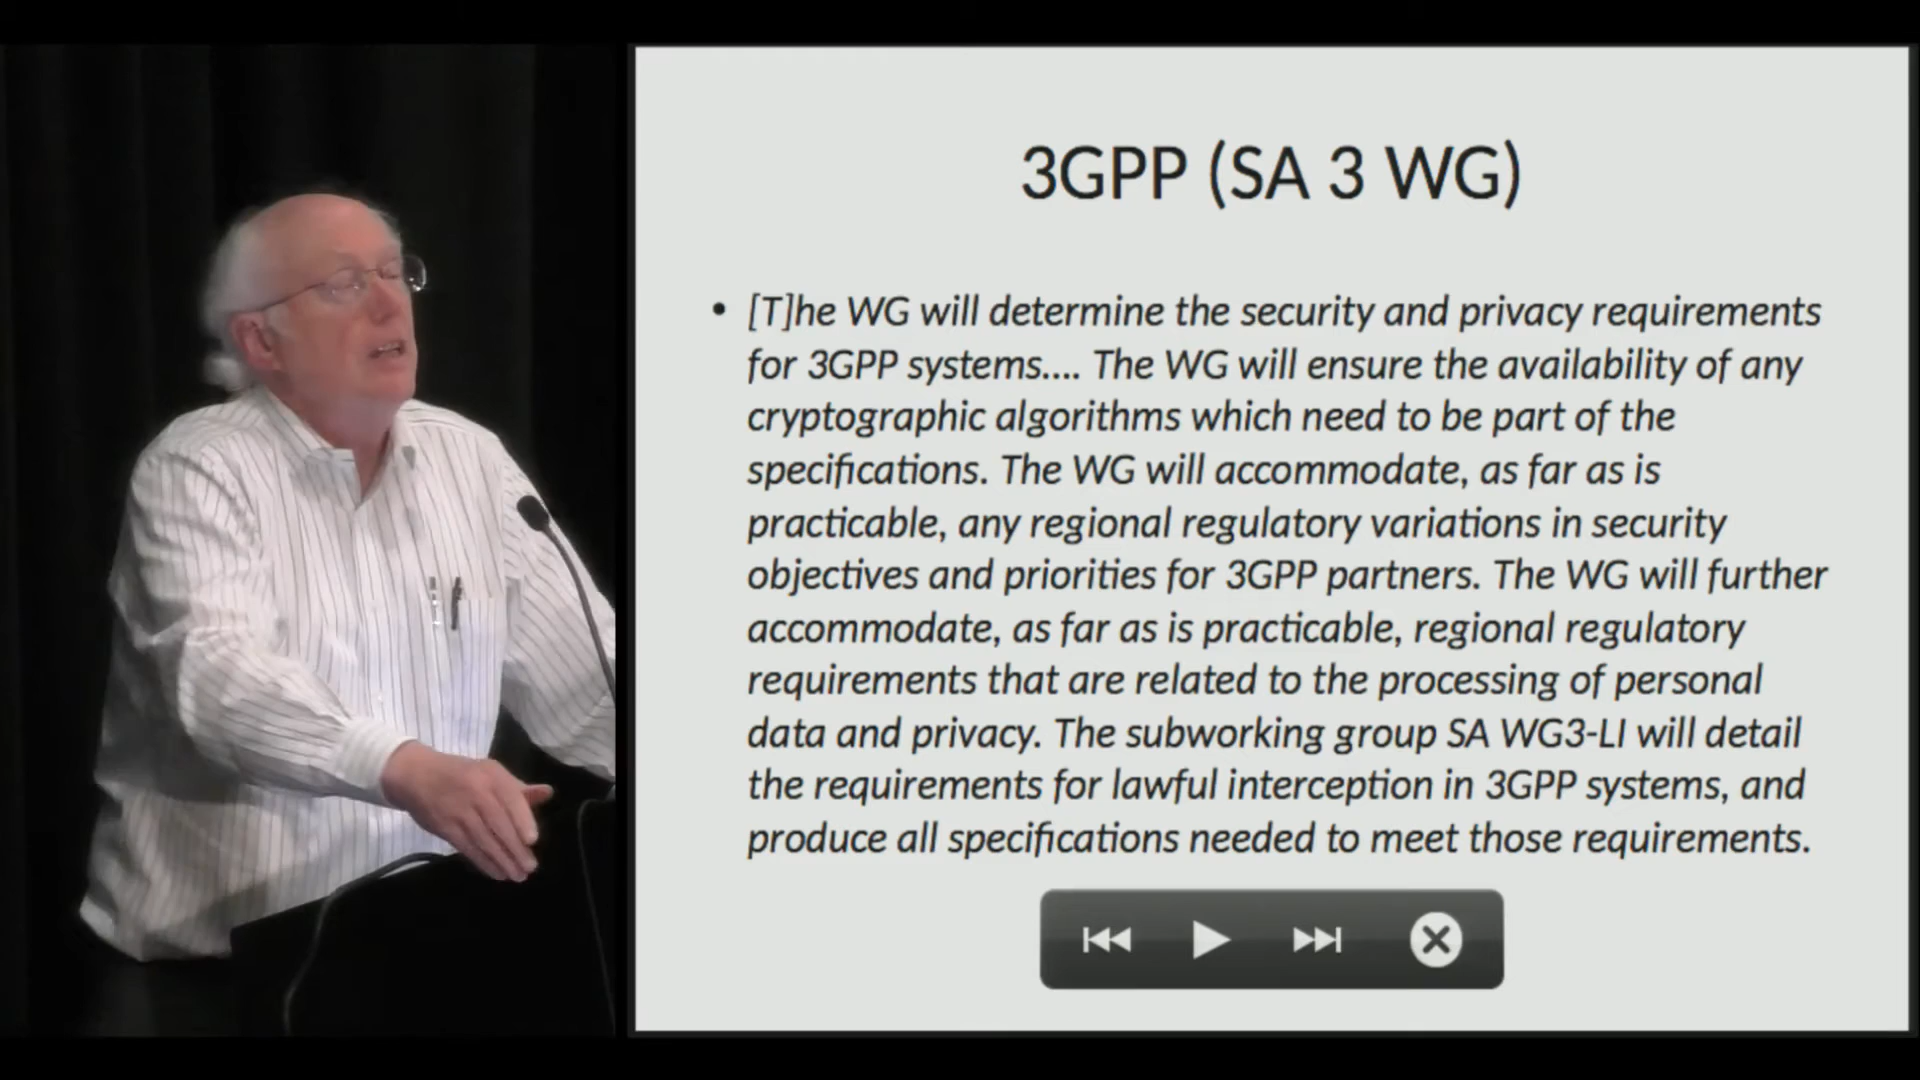 3GPP (SA 3 WG)
• [T]he WG will determine the security and privacy requirements
for 3GPP systems.... The WG will ensure the availability of any
cryptographic algorithms which need to be part of the
specifications. The WG will accommodate, as far as is
practicable, any regional regulatory variations in security
objectives and priorities for 3GPP partners. The WG will further
accommodate, as far as is practicable, regional regulatory
requirements that are related to the processing of personal
data and privacy. The subworking group SA WG3-LI will detail
the requirements for lawful interception in 3GPP systems, and
produce all specifications needed to meet those requirements.